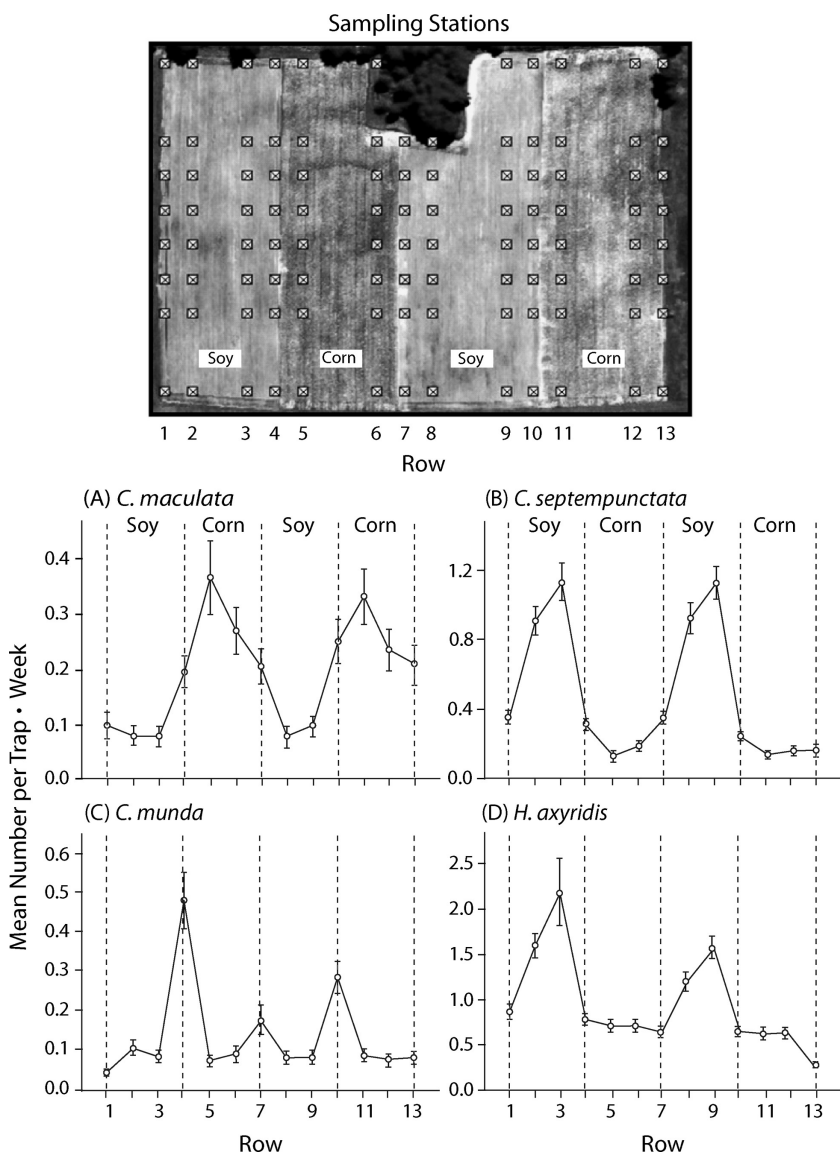 Sampling Stations
Soy Corn Soy Corn
1 2 3 4 5 6 7 8 9 10 11 12 13
Row
Mean Number per Trap • Week
(A) C. maculata
Soy Corn Soy Corn
0.4
0.3
0.2
0.1
0.0
(B) C. septempunctata
Soy Corn Soy Corn
1.2
0.8
0.4
0.0
(C) C. munda
0.6
0.5
0.4
0.3
0.2
0.1
0.0
1 3 5 7 9 11 13
Row
(D) H. axyridis
2.5
2.0
1.5
1.0
0.5
0.0
1 3 5 7 9 11 13
Row